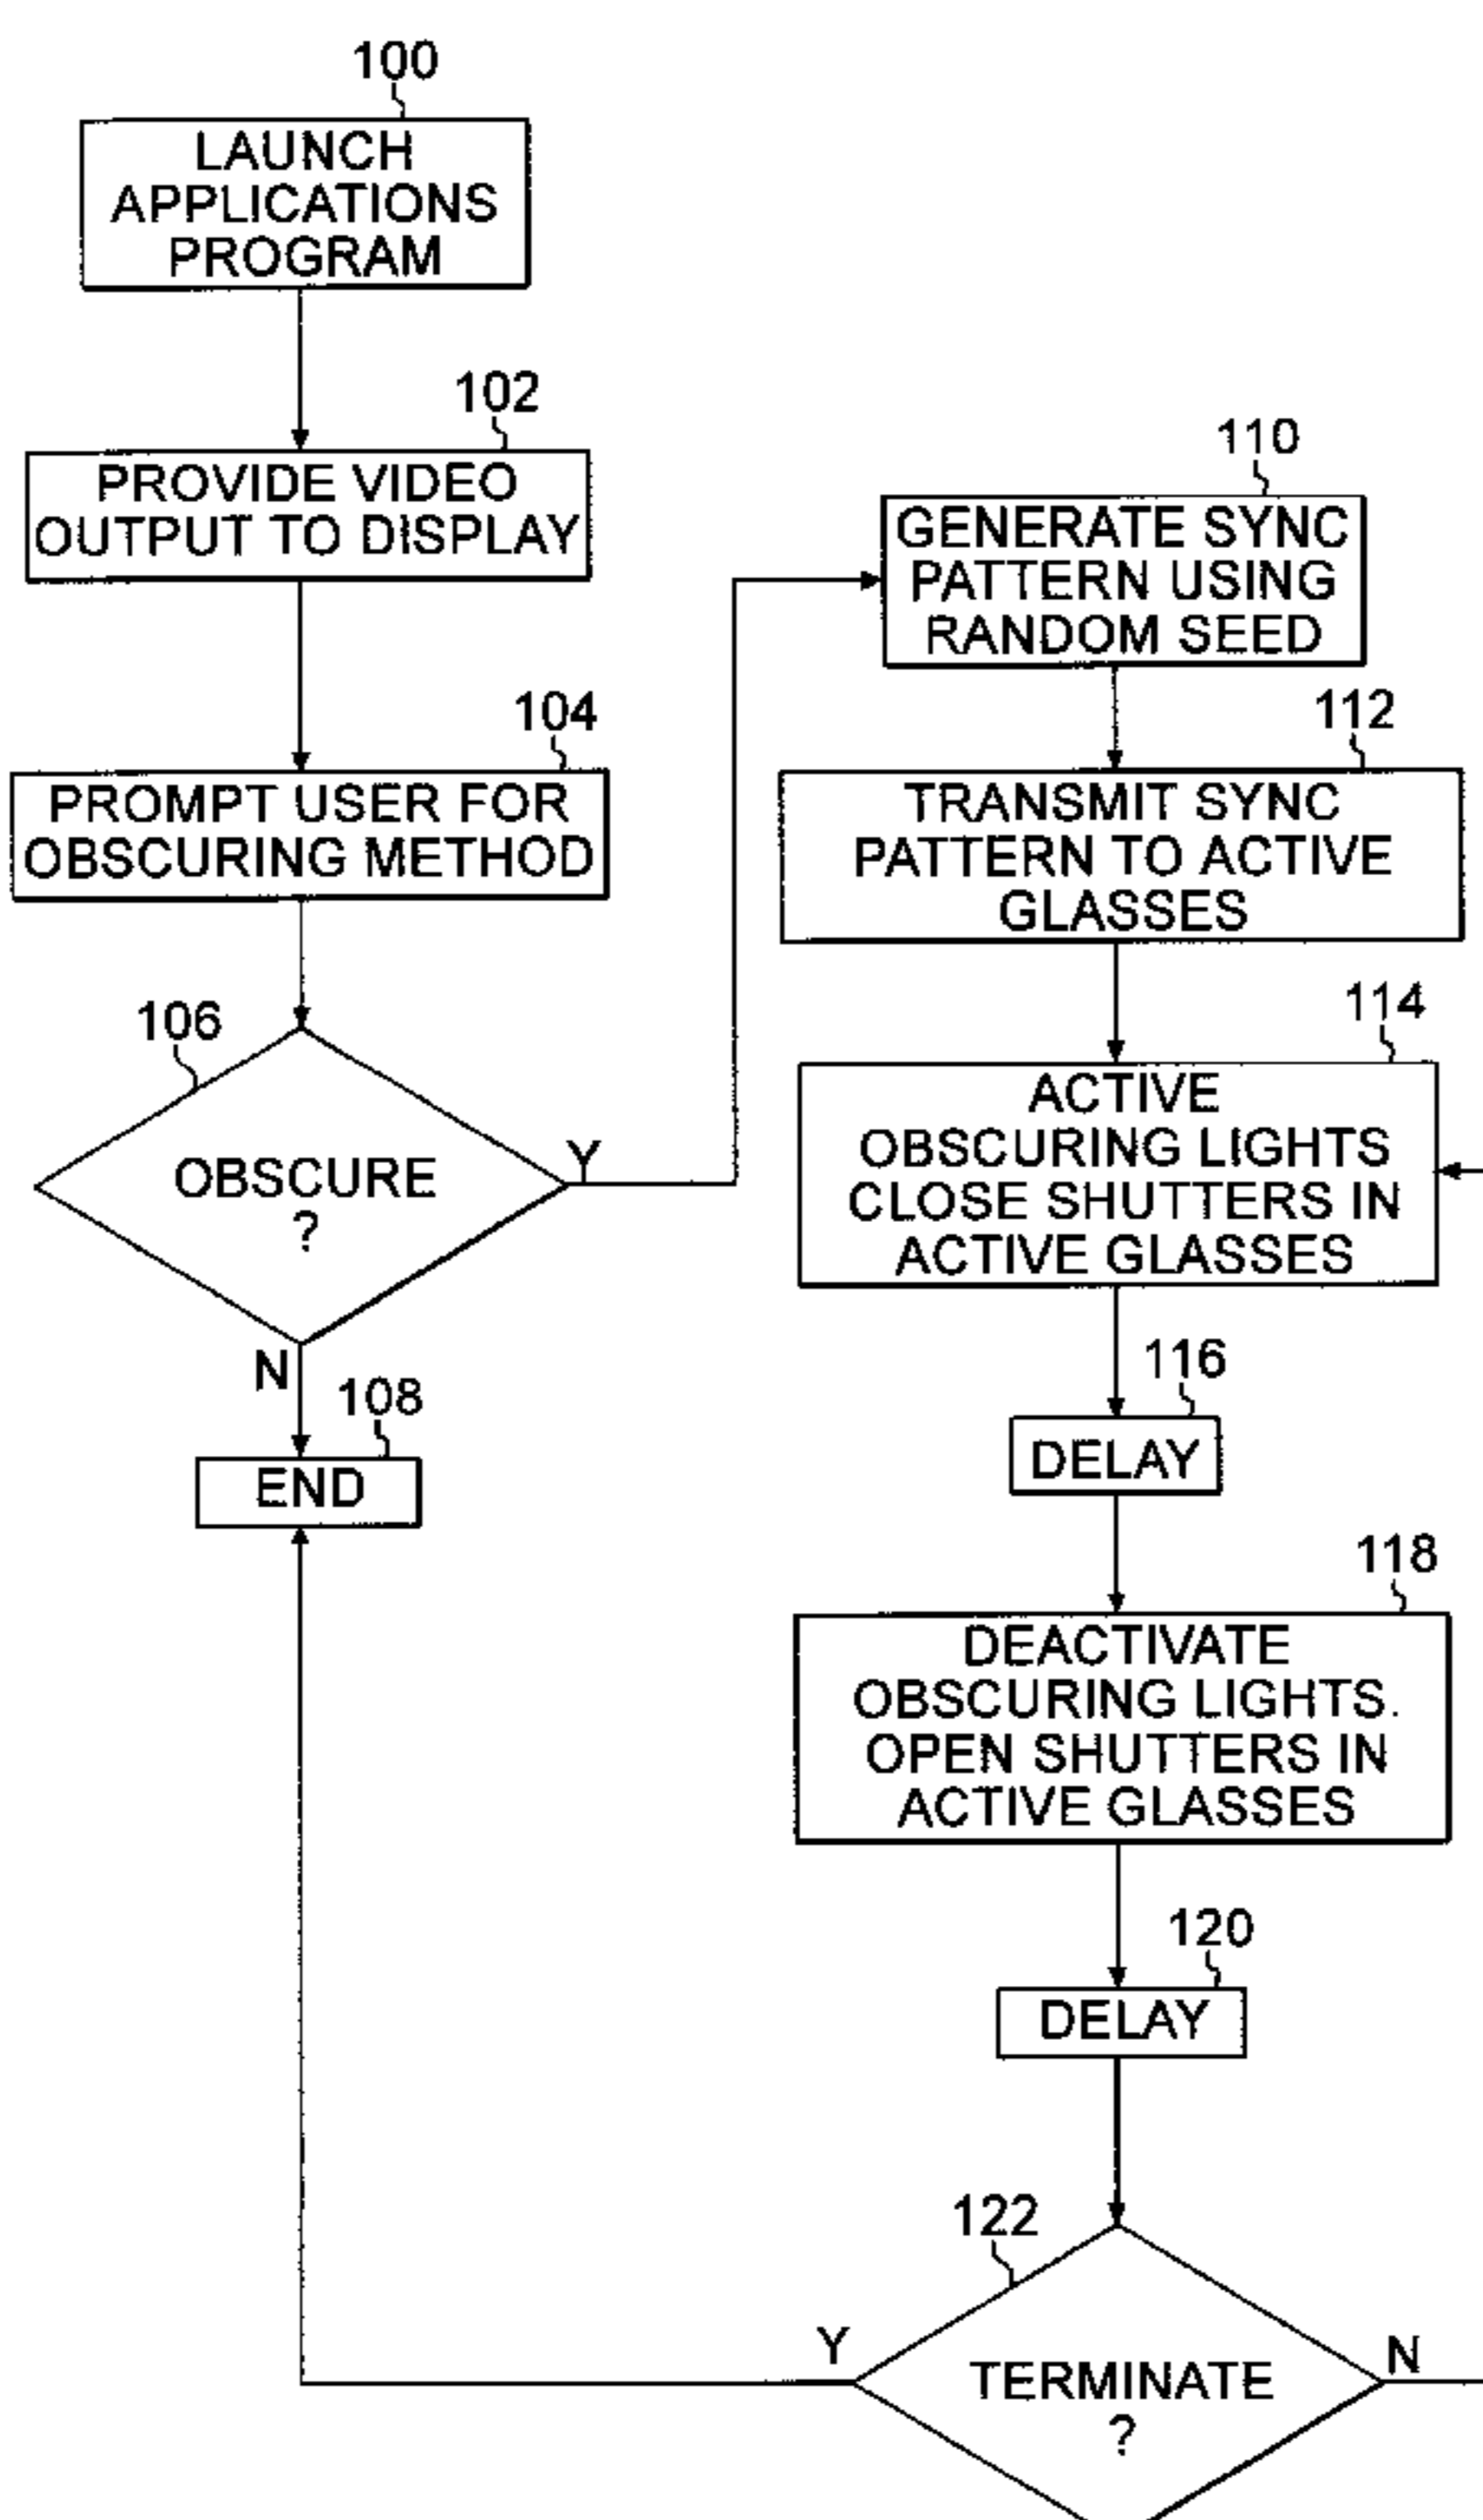 100
LAUNCH
APPLICATIONS
PROGRAM
102
PROVIDE VIDEO
OUTPUT TO DISPLAY
104
PROMPT USER FOR
OBSCURING METHOD
106
OBSCURE
?
Y
N
108
END
110
GENERATE SYNC
PATTERN USING
RANDOM SEED
112
TRANSMIT SYNC
PATTERN TO ACTIVE
GLASSES
114
ACTIVE
OBSCURING LIGHTS
CLOSE SHUTTERS IN
ACTIVE GLASSES
116
DELAY
118
DEACTIVATE
OBSCURING LIGHTS.
OPEN SHUTTERS IN
ACTIVE GLASSES
120
DELAY
122
TERMINATE
?
Y
N